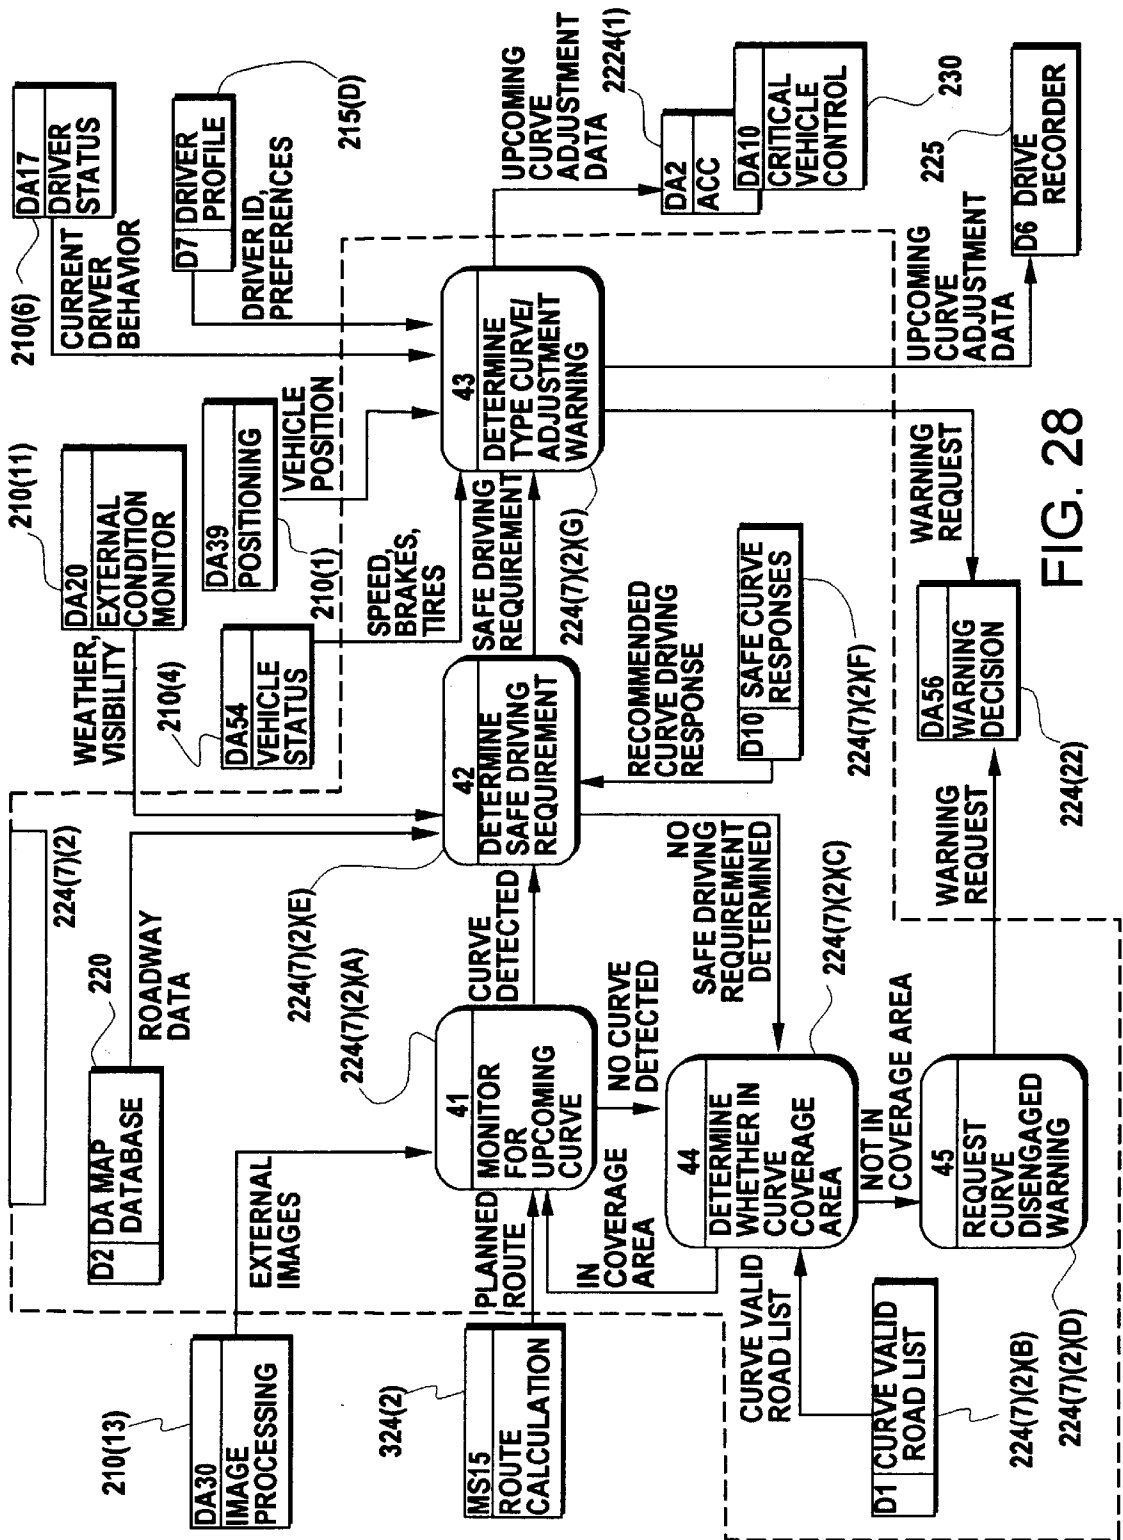 DA30
IMAGE
PROCESSING
210(13)
EXTERNAL
IMAGES
D2
DA MAP
DATABASE
220
ROADWAY
DATA
224(7)(2)
WEATHER,
VISIBILITY
DA20
EXTERNAL
CONDITION
MONITOR
210(11)
210(4)
DA54
VEHICLE
STATUS
SPEED,
BRAKES,
TIRES
DA39
POSITIONING
210(1)
VEHICLE
POSITION
DA17
DRIVER
STATUS
210(6)
CURRENT
DRIVER
BEHAVIOR
D7
DRIVER
PROFILE
215(D)
DRIVER ID,
PREFERENCES
MS15
ROUTE
CALCULATION
324(2)
PLANNED
ROUTE
41
MONITOR
FOR
UPCOMING
CURVE
224(7)(2)(A)
CURVE
DETECTED
224(7)(2)(E)
42
DETERMINE
SAFE DRIVING
REQUIREMENT
SAFE DRIVING
REQUIREMENT
43
DETERMINE
TYPE CURVE/
ADJUSTMENT
WARNING
224(7)(2)(G)
UPCOMING
CURVE
ADJUSTMENT
DATA
2224(1)
DA2
ACC
DA10
CRITICAL
VEHICLE
CONTROL
230
IN
COVERAGE
AREA
NO CURVE
DETECTED
44
DETERMINE
WHETHER IN
CURVE
COVERAGE
AREA
224(7)(2)(C)
NO
SAFE DRIVING
REQUIREMENT
DETERMINED
RECOMMENDED
CURVE DRIVING
RESPONSE
D10
SAFE CURVE
RESPONSES
224(7)(2)(F)
CURVE VALID
ROAD LIST
D1
CURVE VALID
ROAD LIST
224(7)(2)(B)
NOT IN
COVERAGE AREA
45
REQUEST
CURVE
DISENGAGED
WARNING
224(7)(2)(D)
WARNING
REQUEST
DA56
WARNING
DECISION
224(22)
WARNING
REQUEST
UPCOMING
CURVE
ADJUSTMENT
DATA
225
D6
DRIVE
RECORDER
FIG. 28